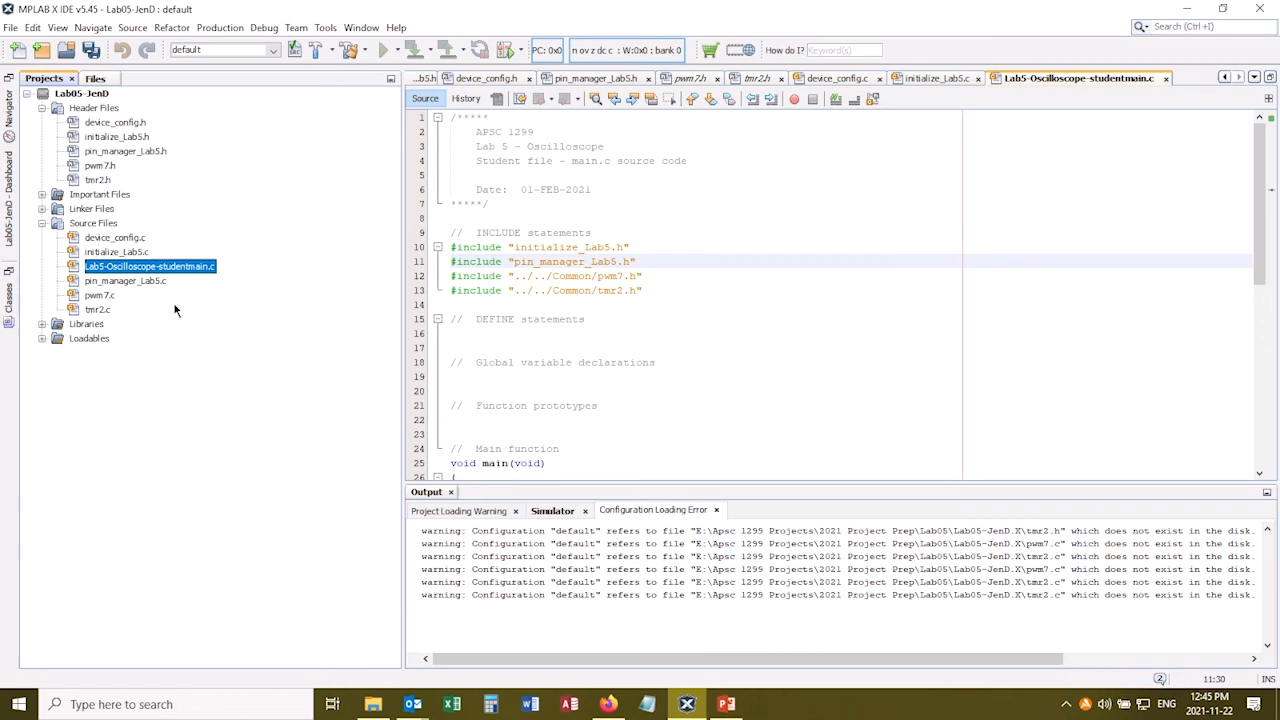 MPLAB X IDE v5.45 - Lab05-JenD : default
File Edit View Navigate Source Refactor Production Debug Team Tools Window Help
Search (Ctrl+I)
default
PC: 0x0
n ov z dc c : W:0x0 : bank 0
How do I?
Keyword(s)
Projects
Files
...b5.h
device_config.h
pin_manager_Lab5.h
pwm7.h
tmr2.h
device_config.c
initialize_Lab5.c
Lab5-Oscilloscope-studentmain.c
Navigator
Lab05-JenD - Dashboard
Classes
Lab05-JenD
Header Files
device_config.h
initialize_Lab5.h
pin_manager_Lab5.h
pwm7.h
tmr2.h
Important Files
Linker Files
Source Files
device_config.c
initialize_Lab5.c
Lab5-Oscilloscope-studentmain.c
pin_manager_Lab5.c
pwm7.c
tmr2.c
Libraries
Loadables
Source History
1 /*****
2 APSC 1299
3 Lab 5 - Oscilloscope
4 Student file - main.c source code
5
6 Date: 01-FEB-2021
7 *****/
8
9 // INCLUDE statements
10 #include "initialize_Lab5.h"
11 #include "pin_manager_Lab5.h"
12 #include "../../Common/pwm7.h"
13 #include "../../Common/tmr2.h"
14
15 // DEFINE statements
16
17
18 // Global variable declarations
19
20
21 // Function prototypes
22
23
24 // Main function
25 void main(void)
26 {
Output
Project Loading Warning
Simulator
Configuration Loading Error
warning: Configuration "default" refers to file "E:\Apsc 1299 Projects\2021 Project Prep\Lab05\Lab05-JenD.X\tmr2.h" which does not exist in the disk.
warning: Configuration "default" refers to file "E:\Apsc 1299 Projects\2021 Project Prep\Lab05\Lab05-JenD.X\pwm7.c" which does not exist in the disk.
warning: Configuration "default" refers to file "E:\Apsc 1299 Projects\2021 Project Prep\Lab05\Lab05-JenD.X\tmr2.c" which does not exist in the disk.
warning: Configuration "default" refers to file "E:\Apsc 1299 Projects\2021 Project Prep\Lab05\Lab05-JenD.X\pwm7.c" which does not exist in the disk.
warning: Configuration "default" refers to file "E:\Apsc 1299 Projects\2021 Project Prep\Lab05\Lab05-JenD.X\tmr2.c" which does not exist in the disk.
warning: Configuration "default" refers to file "E:\Apsc 1299 Projects\2021 Project Prep\Lab05\Lab05-JenD.X\tmr2.c" which does not exist in the disk.
2
11:30
INS
Type here to search
ENG
12:45 PM
2021-11-22